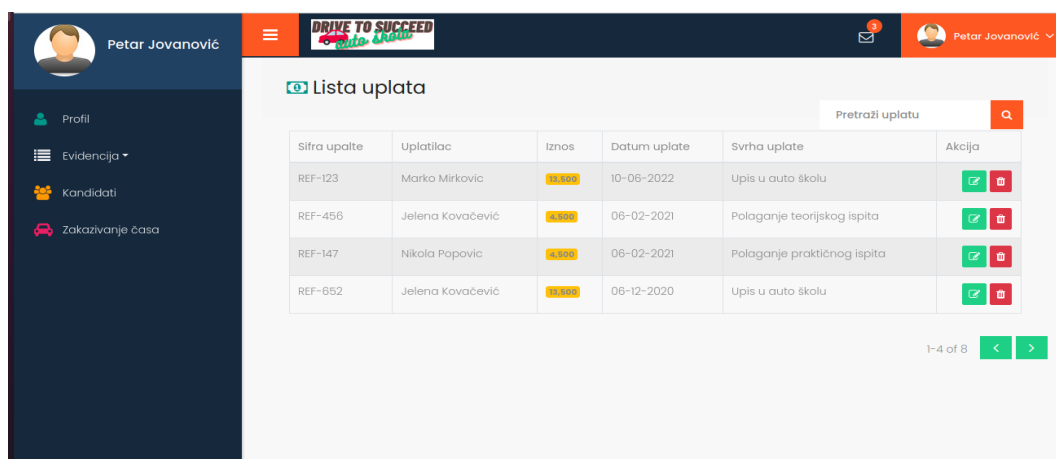 Petar Jovanović
DRIVE TO SUCCEED
auto škola
3
Petar Jovanović
Profil
Evidencija
Kandidati
Zakazivanje časa
Lista uplata
Pretraži uplatu
Sifra upalte Uplatilac Iznos Datum uplate Svrha uplate Akcija
REF-123 Marko Mirkovic 13,500 10-06-2022 Upis u auto školu
REF-456 Jelena Kovačević 4,500 06-02-2021 Polaganje teorijskog ispita
REF-147 Nikola Popovic 4,500 06-02-2021 Polaganje praktičnog ispita
REF-652 Jelena Kovačević 13,500 06-12-2020 Upis u auto školu
1-4 of 8